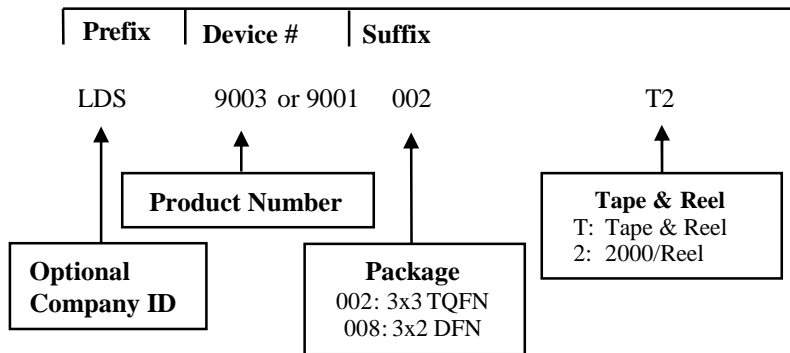 Prefix Device # Suffix
LDS 9003 or 9001 002 T2
Product Number
Optional
Company ID
Package
002: 3x3 TQFN
008: 3x2 DFN
Tape & Reel
T: Tape & Reel
2: 2000/Reel